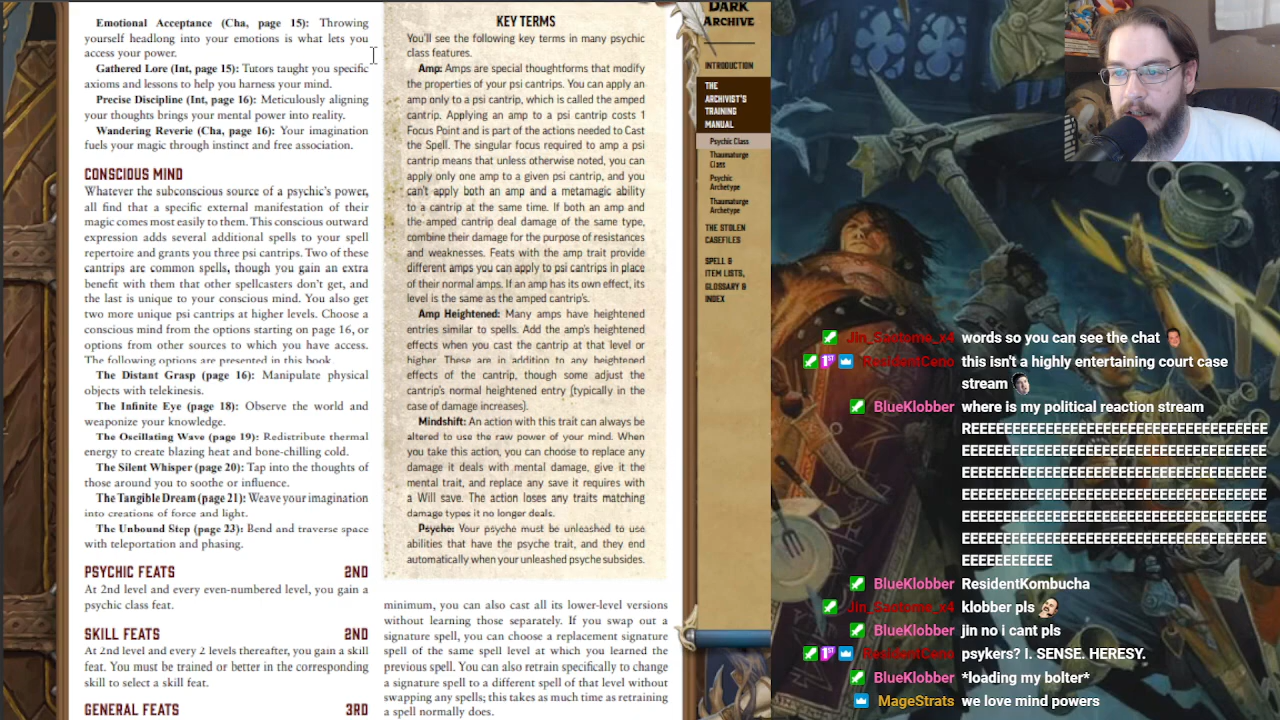 Emotional Acceptance (Cha, page 15): Throwing
yourself headlong into your emotions is what lets you
access your power.
Gathered Lore (Int, page 15): Tutors taught you specific
axioms and lessons to help you harness your mind.
Precise Discipline (Int, page 16): Meticulously aligning
your thoughts brings your mental power into reality.
Wandering Reverie (Cha, page 16): Your imagination
fuels your magic through instinct and free association.
CONSCIOUS MIND
Whatever the subconscious source of a psychic's power,
all find that a specific external manifestation of their
magic comes most easily to them. This conscious outward
expression adds several additional spells to your spell
repertoire and grants you three psi cantrips. Two of these
cantrips are common spells, though you gain an extra
benefit with them that other spellcasters don't get, and
the last is unique to your conscious mind. You also get
two more unique psi cantrips at higher levels. Choose a
conscious mind from the options starting on page 16, or
options from other sources to which you have access.
The following options are presented in this book.
The Distant Grasp (page 16): Manipulate physical
objects with telekinesis.
The Infinite Eye (page 18): Observe the world and
weaponize your knowledge.
The Oscillating Wave (page 19): Redistribute thermal
energy to create blazing heat and bone-chilling cold.
The Silent Whisper (page 20): Tap into the thoughts of
those around you to soothe or influence.
The Tangible Dream (page 21): Weave your imagination
into creations of force and light.
The Unbound Step (page 23): Bend and traverse space
with teleportation and phasing.
PSYCHIC FEATS 2ND
At 2nd level and every even-numbered level, you gain a
psychic class feat.
SKILL FEATS 2ND
At 2nd level and every 2 levels thereafter, you gain a skill
feat. You must be trained or better in the corresponding
skill to select a skill feat.
GENERAL FEATS 3RD
KEY TERMS
You'll see the following key terms in many psychic
class features.
Amp: Amps are special thoughtforms that modify
the properties of your psi cantrips. You can apply an
amp only to a psi cantrip, which is called the amped
cantrip. Applying an amp to a psi cantrip costs 1
Focus Point and is part of the actions needed to Cast
the Spell. The singular focus required to amp a psi
cantrip means that unless otherwise noted, you can
apply only one amp to a given psi cantrip, and you
can't apply both an amp and a metamagic ability
to a cantrip at the same time. If both an amp and
the amped cantrip deal damage of the same type,
combine their damage for the purpose of resistances
and weaknesses. Feats with the amp trait provide
different amps you can apply to psi cantrips in place
of their normal amps. If an amp has its own effect, its
level is the same as the amped cantrip's.
Amp Heightened: Many amps have heightened
entries similar to spells. Add the amp's heightened
effects when you cast the cantrip at that level or
higher. These are in addition to any heightened
effects of the cantrip, though some adjust the
cantrip's normal heightened entry (typically in the
case of damage increases).
Mindshift: An action with this trait can always be
altered to use the raw power of your mind. When
you take this action, you can choose to replace any
damage it deals with mental damage, give it the
mental trait, and replace any save it requires with
a Will save. The action loses any traits matching
damage types it no longer deals.
Psyche: Your psyche must be unleashed to use
abilities that have the psyche trait, and they end
automatically when your unleashed psyche subsides.
minimum, you can also cast all its lower-level versions
without learning those separately. If you swap out a
signature spell, you can choose a replacement signature
spell of the same spell level at which you learned the
previous spell. You can also retrain specifically to change
a signature spell to a different spell of that level without
swapping any spells; this takes as much time as retraining
a spell normally does.
DARK
ARCHIVE
INTRODUCTION
THE
ARCHIVIST'S
TRAINING
MANUAL
Psychic Class
Thaumaturge
Class
Psychic
Archetype
Thaumaturge
Archetype
THE STOLEN
CASEFILES
SPELL &
ITEM LISTS,
GLOSSARY &
INDEX
Jin_Saotome_x4 words so you can see the chat
1ST ResidentCeno this isn't a highly entertaining court case
stream
BlueKlobber where is my political reaction stream
REEEEEEEEEEEEEEEEEEEEEEEEEEEEEEEEEEE
EEEEEEEEEEEEEEEEEEEEEEEEEEEEEEEEEEEE
EEEEEEEEEEEEEEEEEEEEEEEEEEEEEEEEEEEE
EEEEEEEEEEEEEEEEEEEEEEEEEEEEEEEEEEEE
EEEEEEEEEEEEEEEEEEEEEEEEEEEEEEEEEEEE
EEEEEEEEEEEEEEEEEEEEEEEEEEEEEEEEEEEE
EEEEEEEEEEE
BlueKlobber ResidentKombucha
Jin_Saotome_x4 klobber pls
BlueKlobber jin no i cant pls
1ST ResidentCeno psykers? I. SENSE. HERESY.
BlueKlobber *loading my bolter*
MageStrats we love mind powers